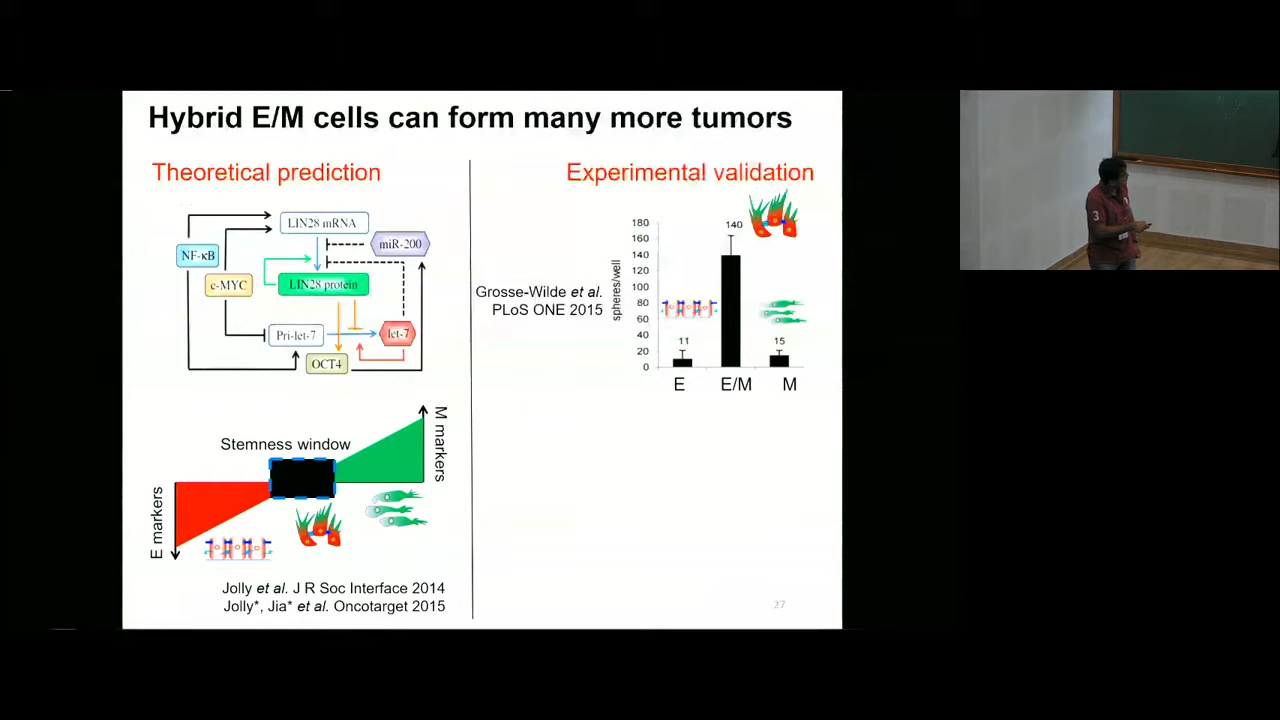 Hybrid E/M cells can form many more tumors
Theoretical prediction
LIN28 mRNA
miR-200
NF-κB
c-MYC
LIN28 protein
Pri-let-7
let-7
OCT4
Stemness window
M markers
E markers
Jolly et al. J R Soc Interface 2014
Jolly*, Jia* et al. Oncotarget 2015
Experimental validation
Grosse-Wilde et al.
PLoS ONE 2015
spheres/well
180
160
140
120
100
80
60
40
20
0
140
11
15
E
E/M
M
27
3